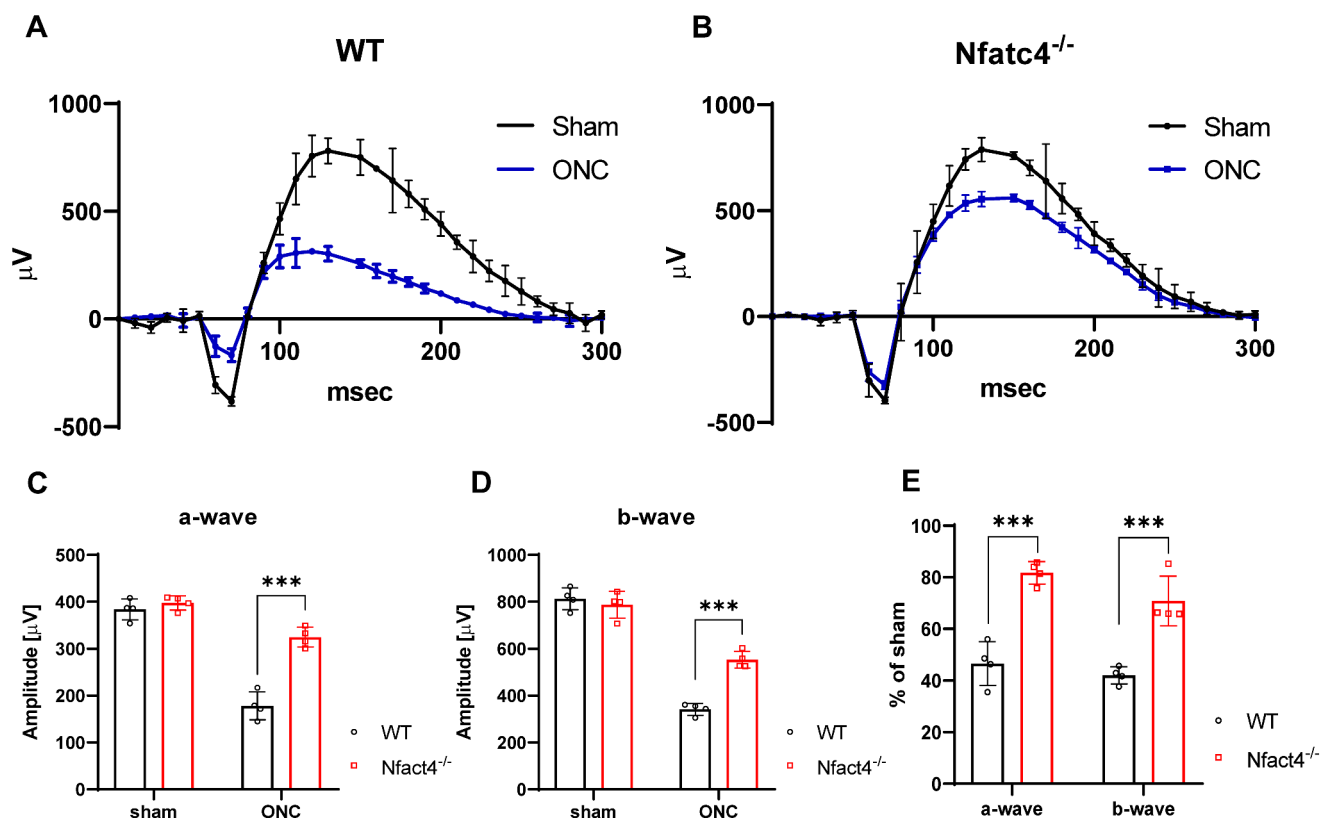 A
WT
1000
500
0
-500
μV
100
200
300
msec
Sham
ONC
B
Nfatc4-/-
1000
500
0
-500
μV
100
200
300
msec
Sham
ONC
C
a-wave
500
400
300
200
100
0
Amplitude [μV]
***
sham
ONC
WT
Nfact4-/-
D
b-wave
1000
800
600
400
200
0
Amplitude [μV]
***
sham
ONC
WT
Nfact4-/-
E
100
80
60
40
20
0
% of sham
***
***
a-wave
b-wave
WT
Nfact4-/-